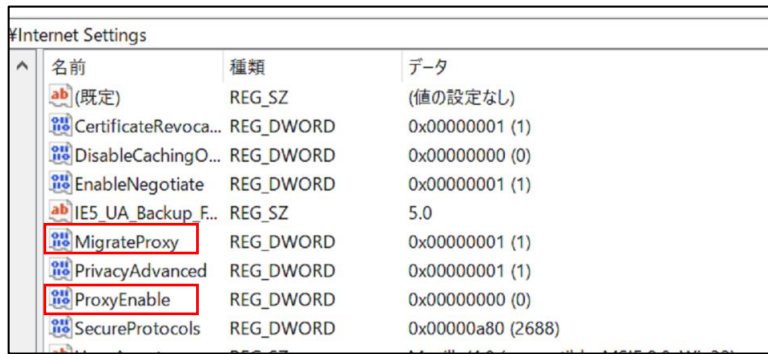 ¥Internet Settings
名前 種類 データ
(既定) REG_SZ (値の設定なし)
CertificateRevoca... REG_DWORD 0x00000001 (1)
DisableCachingO... REG_DWORD 0x00000000 (0)
EnableNegotiate REG_DWORD 0x00000001 (1)
IE5_UA_Backup_F... REG_SZ 5.0
MigrateProxy REG_DWORD 0x00000001 (1)
PrivacyAdvanced REG_DWORD 0x00000001 (1)
ProxyEnable REG_DWORD 0x00000000 (0)
SecureProtocols REG_DWORD 0x00000a80 (2688)